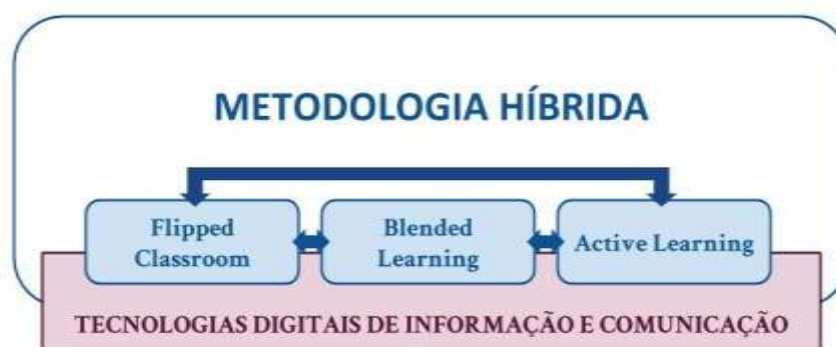 METODOLOGIA HÍBRIDA
Flipped
Classroom
Blended
Learning
Active Learning
TECNOLOGIAS DIGITAIS DE INFORMAÇÃO E COMUNICAÇÃO